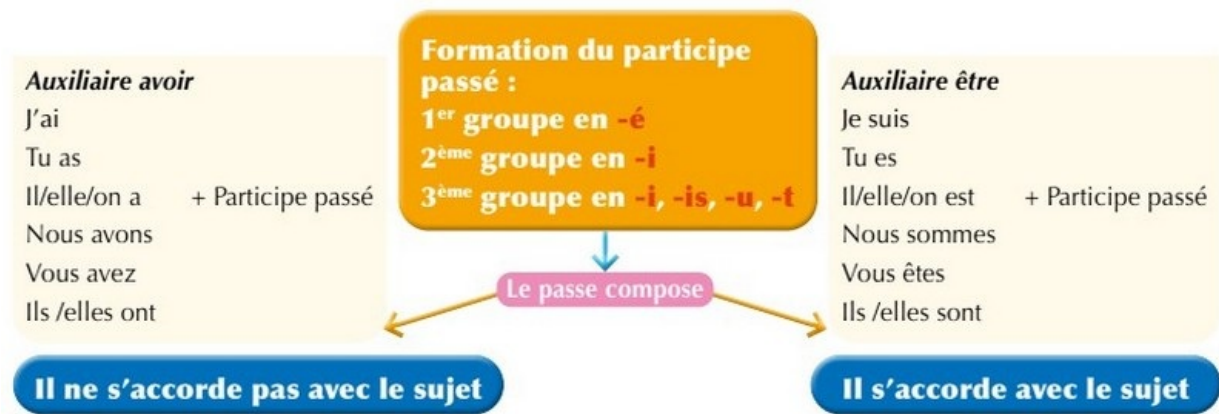 Formation du participe
passé :
1er groupe en -é
2ème groupe en -i
3ème groupe en -i, -is, -u, -t
Le passe compose
Auxiliaire avoir
J'ai
Tu as
Il/elle/on a + Participe passé
Nous avons
Vous avez
Ils /elles ont
Il ne s'accorde pas avec le sujet
Auxiliaire être
Je suis
Tu es
Il/elle/on est + Participe passé
Nous sommes
Vous êtes
Ils /elles sont
Il s'accorde avec le sujet